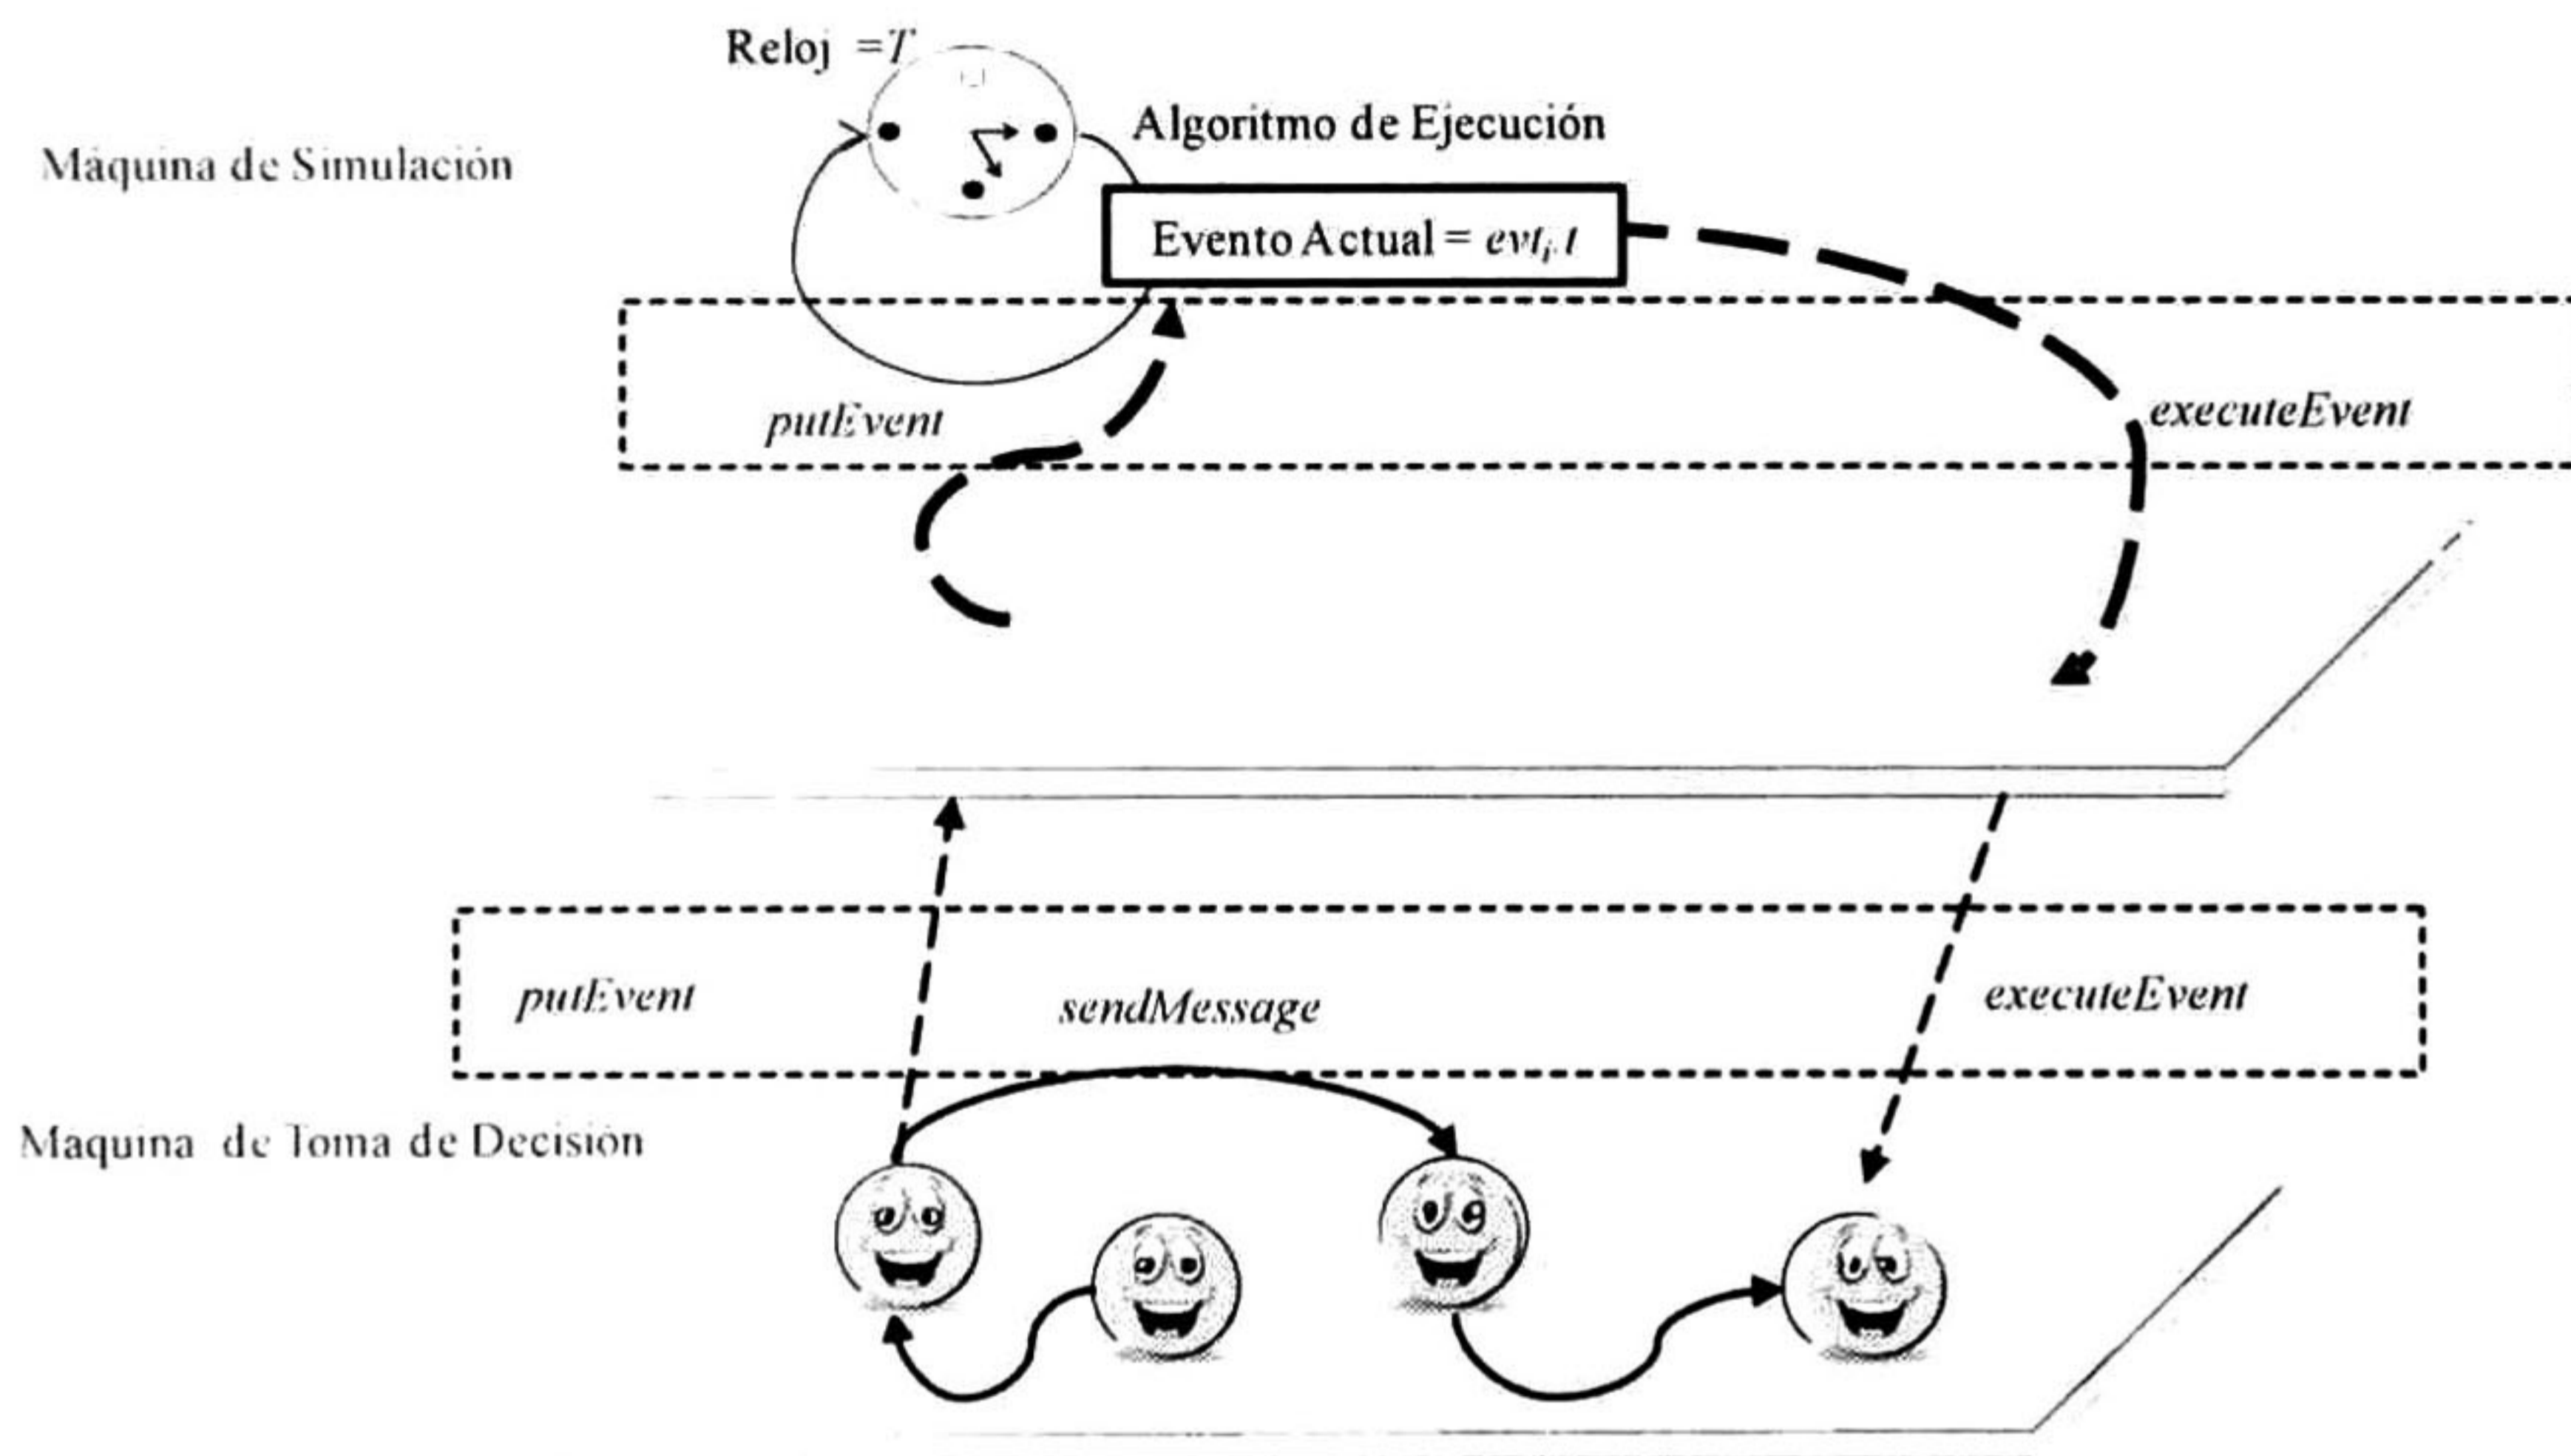 Reloj =T
Algoritmo de Ejecución
Máquina de Simulación
Evento Actual = evt_i.t
putEvent
executeEvent
putEvent
sendMessage
executeEvent
Maquina de Toma de Decisión